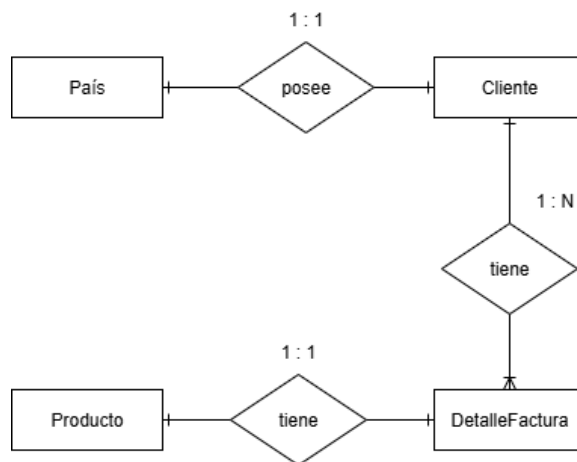 1 : 1
País
posee
Cliente
1 : N
tiene
1 : 1
Producto
tiene
DetalleFactura